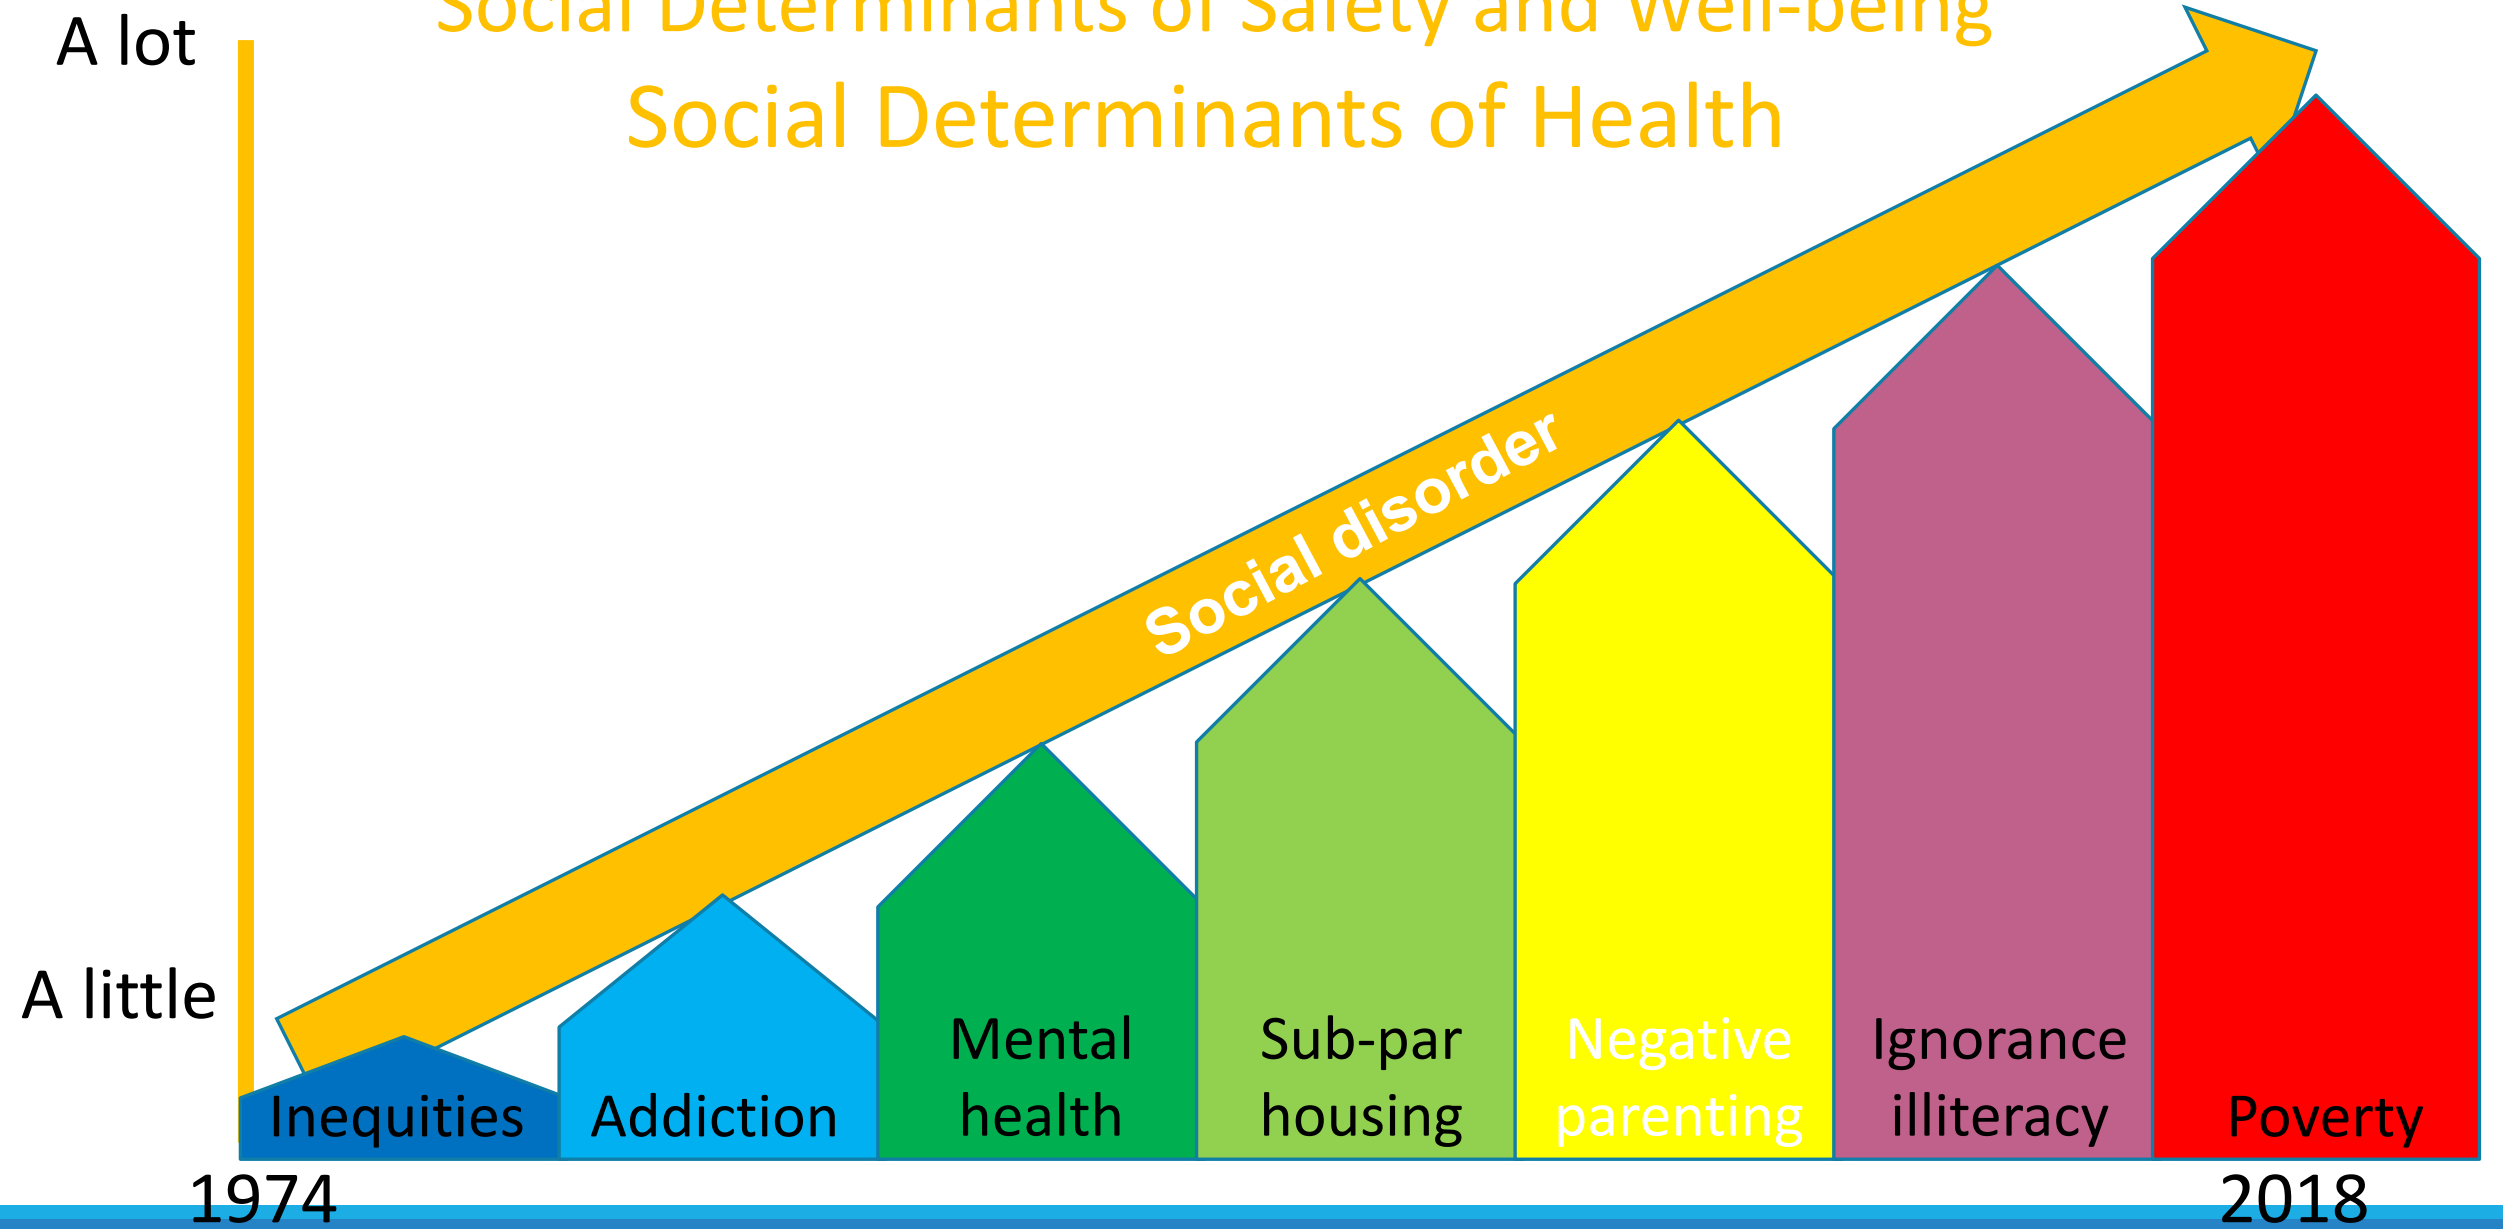 Social Determinants of Safety and Well-Being
Social Determinants of Health
A lot
Social disorder
A little
Inequities
Addiction
Mental
health
Sub-par
housing
Negative
parenting
Ignorance
illiteracy
Poverty
1974
2018